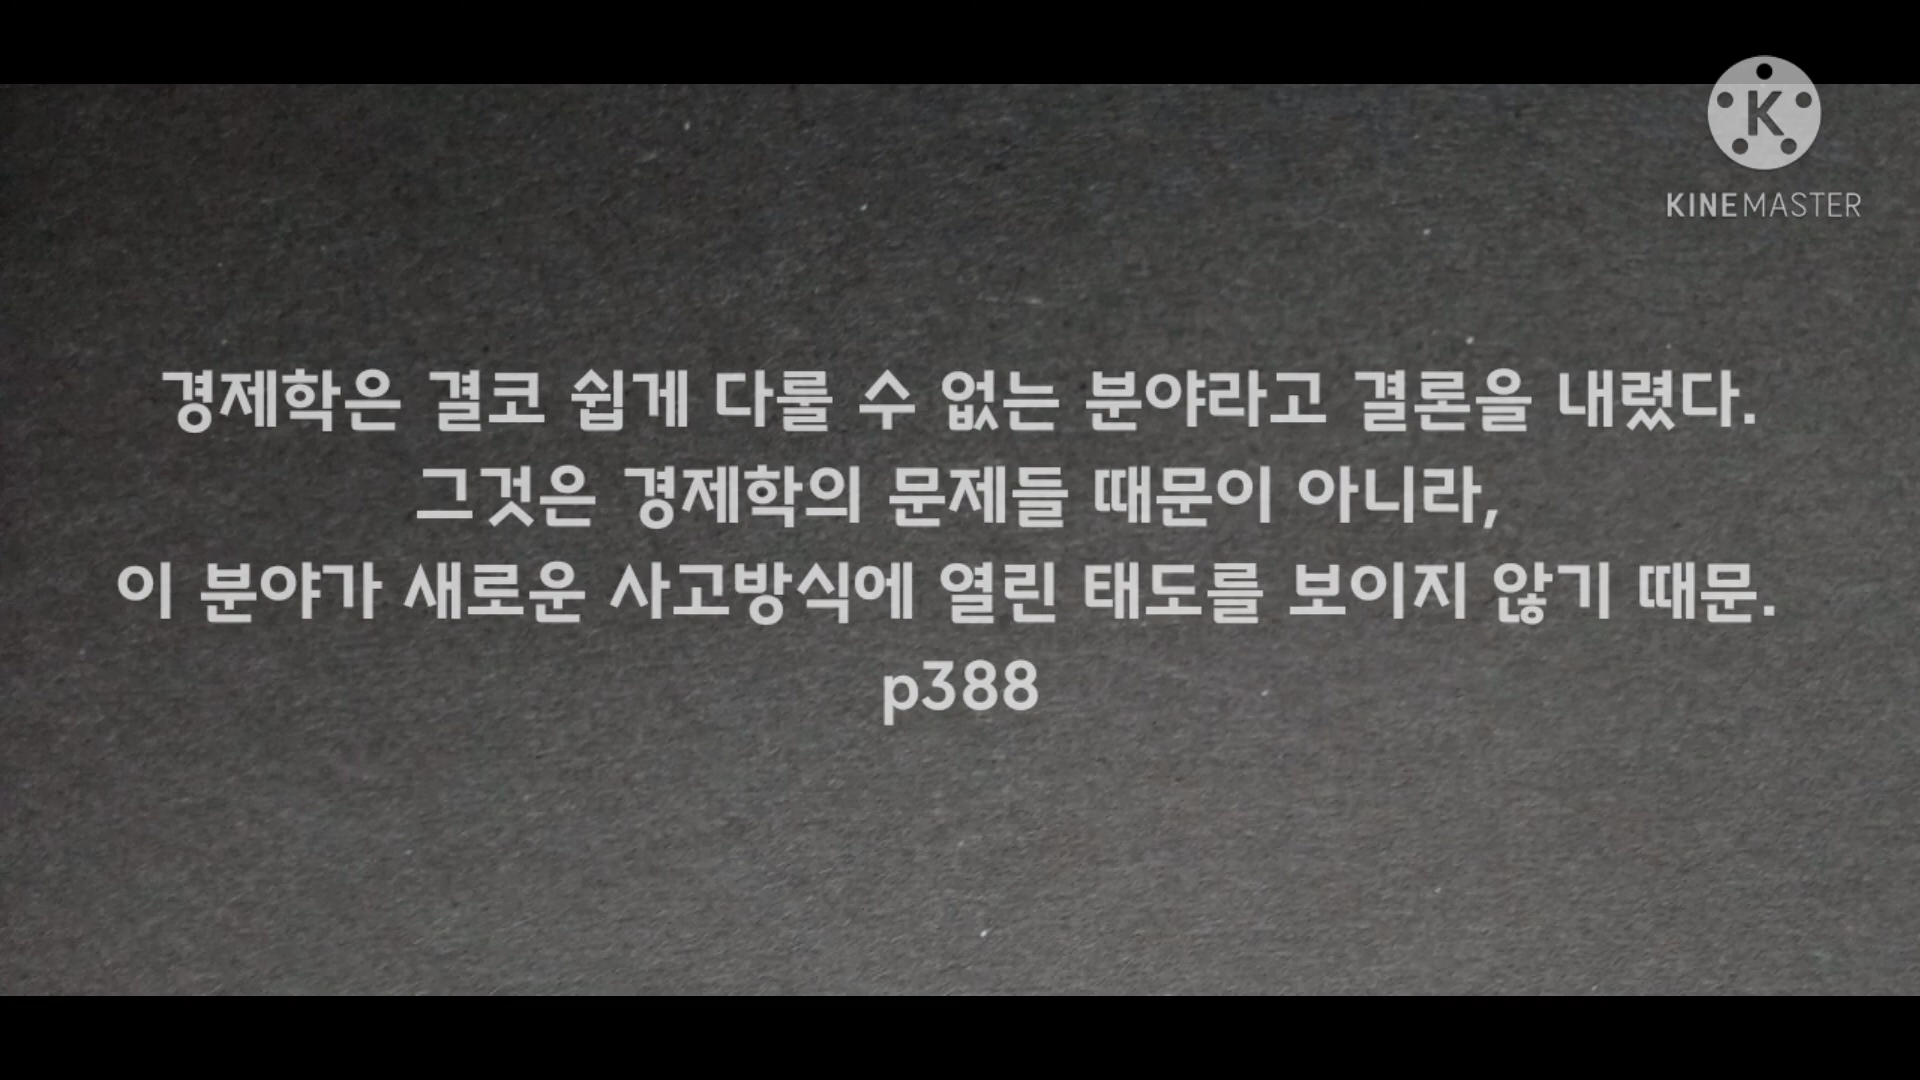 K
KINEMASTER
경제학은 결코 쉽게 다룰 수 없는 분야라고 결론을 내렸다.
그것은 경제학의 문제들 때문이 아니라,
이 분야가 새로운 사고방식에 열린 태도를 보이지 않기 때문.
p388